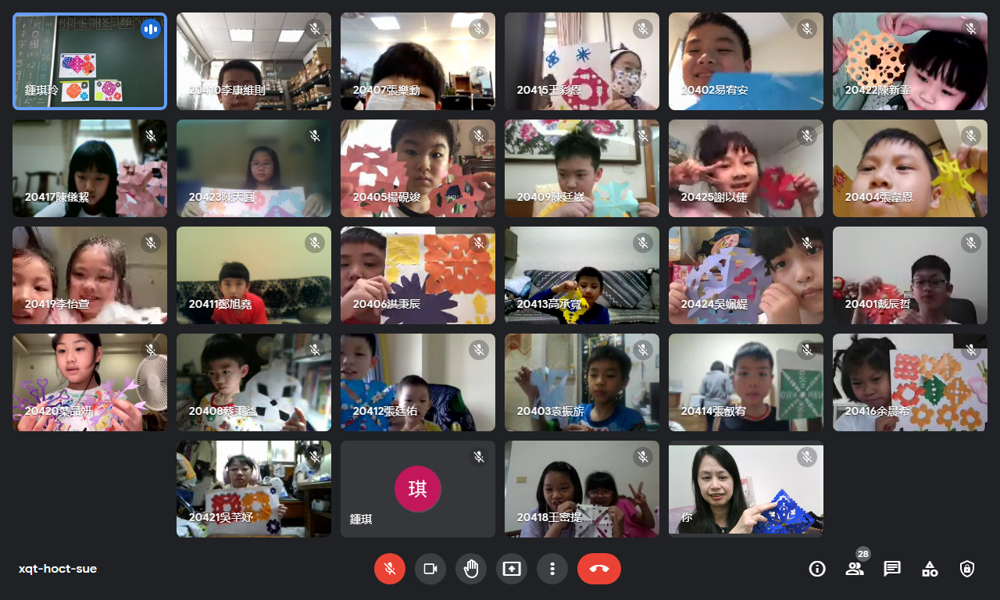 鍾琪玲
20410李康維則
20407張樂動
20415王彩恩
20402易宥安
20422陳新霏
20417陳儀絜
20423陳天圓
20405楊硯竣
20409陳廷崴
20425謝以倢
20404張韋恩
20419李怡萱
20411鄭旭堯
20406洪秉辰
20413高承寬
20424吳姵緹
20401戴辰哲
20420葉品妍
20408蔡秉益
20412張廷佑
20403袁振旂
20414張叡宥
20416余晨希
20421吳芊妤
琪
鍾琪
20418王密提
你
28
xqt-hoct-sue